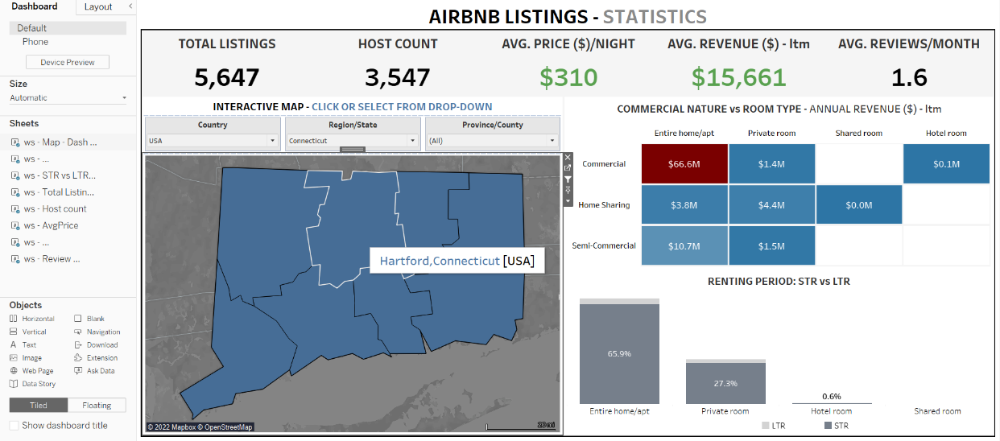 Dashboard
Layout
Default
Phone
Device Preview
Size
Automatic
Sheets
ws - Map - Dash ...
ws - ...
ws - STR vs LTR...
ws - Total Listin...
ws - Host count
ws - AvgPrice
ws - ...
ws - Review ...
Objects
Horizontal Blank
Vertical Navigation
A Text Download
Image Extension
Web Page Ask Data
Data Story
Tiled Floating
Show dashboard title
AIRBNB LISTINGS - STATISTICS
TOTAL LISTINGS HOST COUNT AVG. PRICE ($)/NIGHT AVG. REVENUE ($) - ltm AVG. REVIEWS/MONTH
5,647 3,547 $310 $15,661 1.6
INTERACTIVE MAP - CLICK OR SELECT FROM DROP-DOWN
Country Region/State Province/County
USA Connecticut (All)
Hartford,Connecticut [USA]
© 2022 Mapbox © OpenStreetMap
20 mi
COMMERCIAL NATURE vs ROOM TYPE - ANNUAL REVENUE ($) - ltm
Entire home/apt Private room Shared room Hotel room
Commercial $66.6M $1.4M $0.1M
Home Sharing $3.8M $4.4M $0.0M
Semi-Commercial $10.7M $1.5M
RENTING PERIOD: STR vs LTR
65.9%
27.3%
0.6%
Entire home/apt Private room Hotel room Shared room
LTR STR